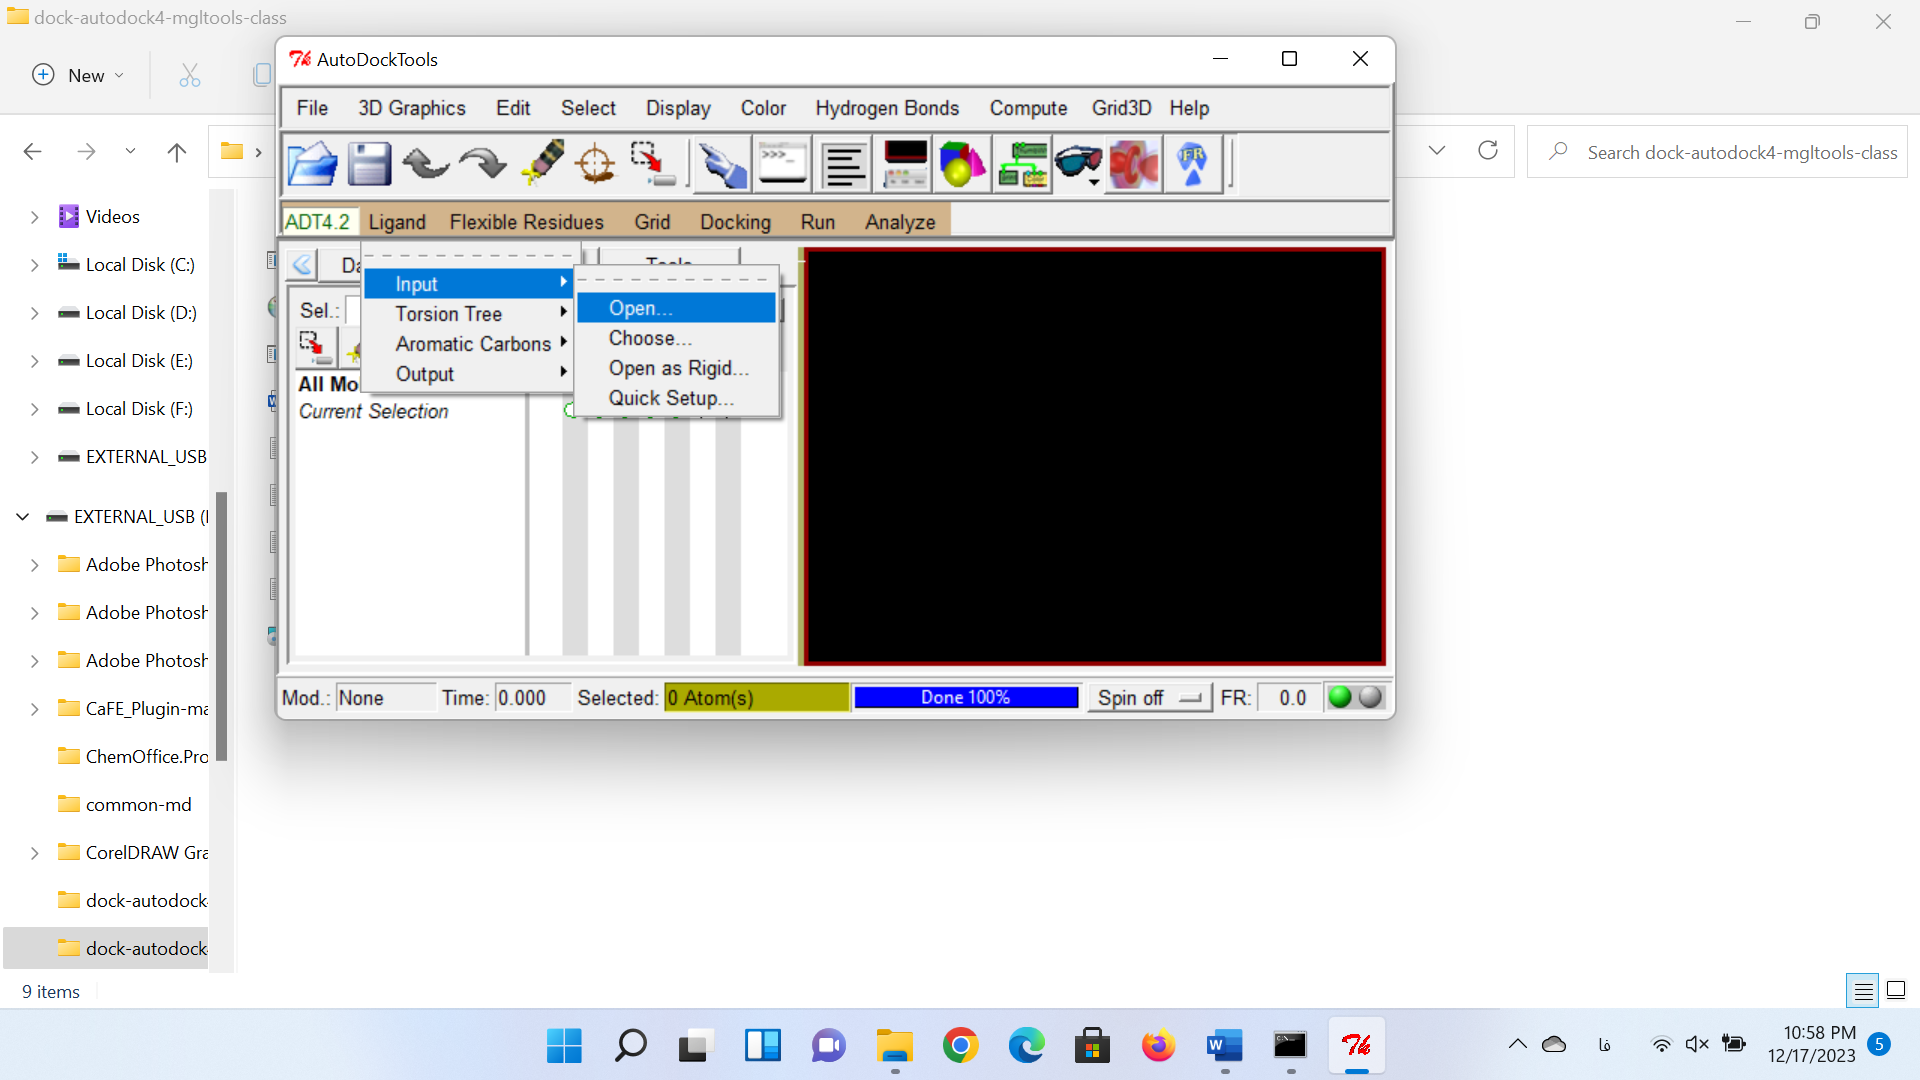 dock-autodock4-mgltools-class
New
AutoDockTools
File 3D Graphics Edit Select Display Color Hydrogen Bonds Compute Grid3D Help
ADT4.2 Ligand Flexible Residues Grid Docking Run Analyze
Search dock-autodock4-mgltools-class
Tools
Sel.:
Input
Torsion Tree
Aromatic Carbons
Output
Open...
Choose...
Open as Rigid...
Quick Setup...
All Mo
Current Selection
Mod.: None Time: 0.000 Selected: 0 Atom(s) Done 100% Spin off FR: 0.0
Videos
Local Disk (C:)
Local Disk (D:)
Local Disk (E:)
Local Disk (F:)
EXTERNAL_USB
EXTERNAL_USB (
Adobe Photosh
Adobe Photosh
Adobe Photosh
CaFE_Plugin-ma
ChemOffice.Pro
common-md
CorelDRAW Gra
dock-autodock
dock-autodock
9 items
فا
10:58 PM
12/17/2023
5